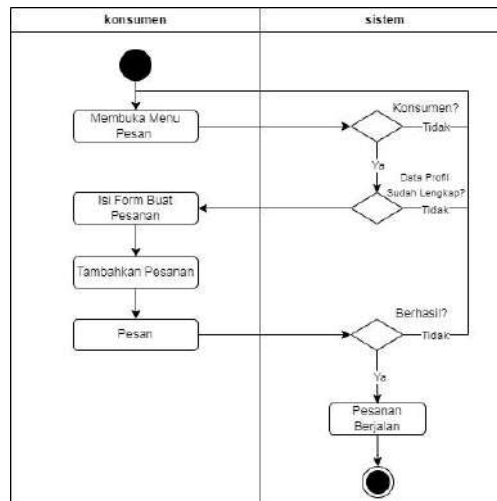 konsumen
sistem
Konsumen?
Membuka Menu
Pesan
Tidak
Ya
Data Profil
Sudah Lengkap?
Isi Form Buat
Pesanan
Tidak
Tambahkan Pesanan
Berhasil?
Pesan
Tidak
Ya
Pesanan
Berjalan